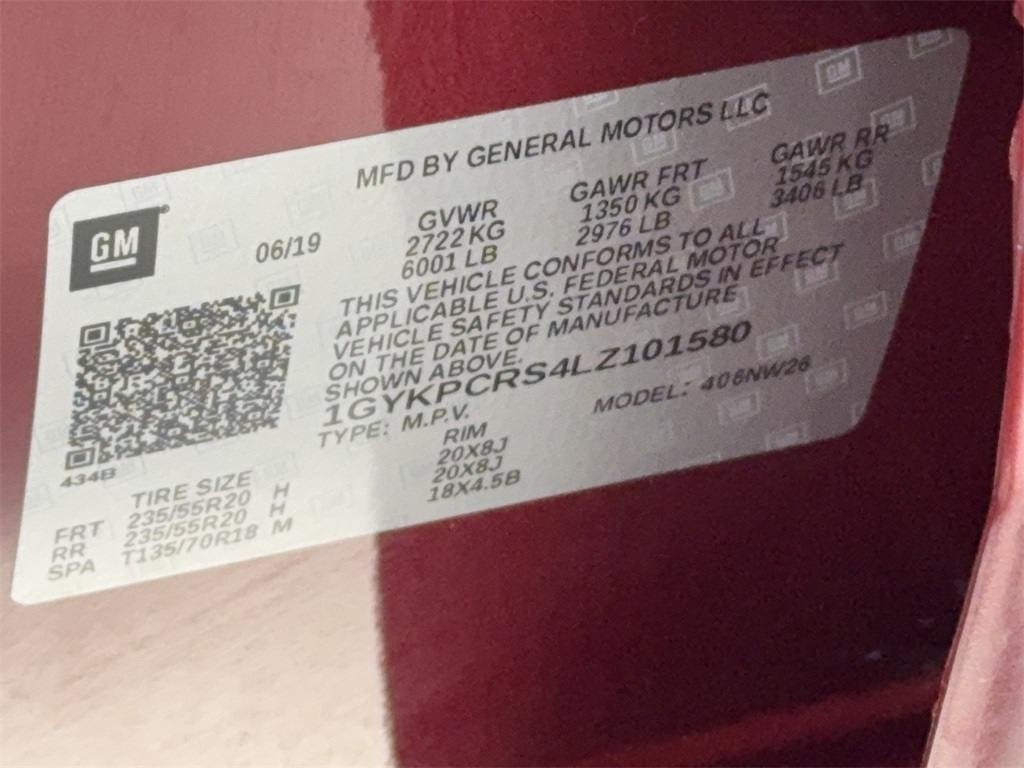 MFD BY GENERAL MOTORS LLC
GM
06/19
GVWR GAWR FRT GAWR RR
2722 KG 1350 KG 1545 KG
6001 LB 2976 LB 3406 LB
THIS VEHICLE CONFORMS TO ALL
APPLICABLE U.S. FEDERAL MOTOR
VEHICLE SAFETY STANDARDS IN EFFECT
ON THE DATE OF MANUFACTURE
SHOWN ABOVE.
1GYKPCRS4LZ101580
TYPE: M.P.V. MODEL: 406NW/26
434B
TIRE SIZE RIM
FRT 235/55R20 H 20X8J
RR 235/55R20 H 20X8J
SPA T135/70R18 M 18X4.5B